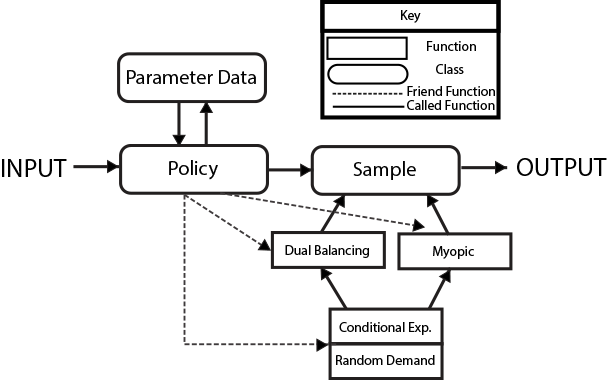 Key
Function
Class
Friend Function
Called Function
Parameter Data
INPUT
Policy
Sample
OUTPUT
Dual Balancing
Myopic
Conditional Exp.
Random Demand